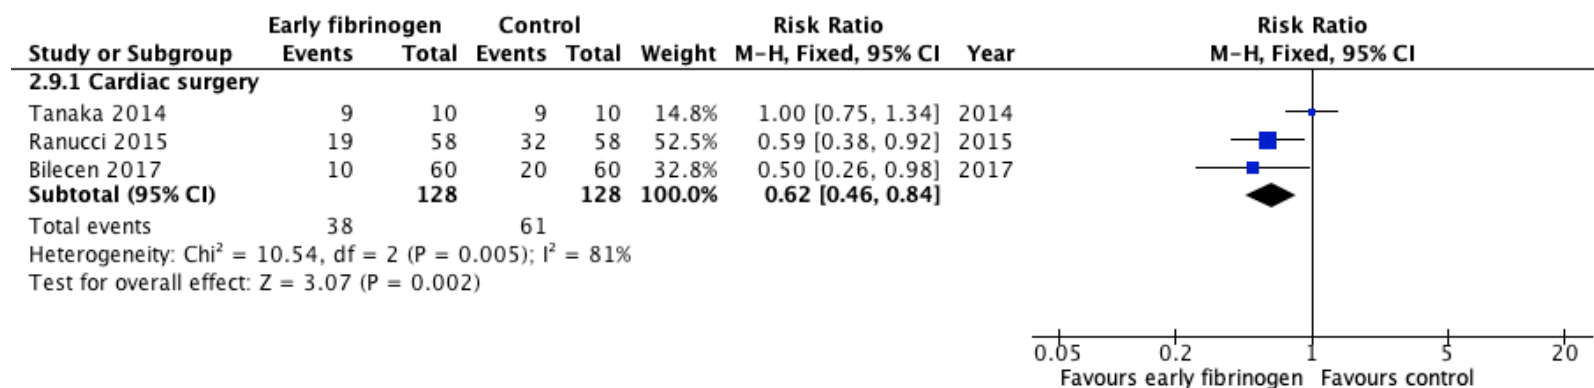 Early fibrinogen Control Risk Ratio Risk Ratio
Study or Subgroup Events Total Events Total Weight M-H, Fixed, 95% CI Year M-H, Fixed, 95% CI
2.9.1 Cardiac surgery
Tanaka 2014 9 10 9 10 14.8% 1.00 [0.75, 1.34] 2014
Ranucci 2015 19 58 32 58 52.5% 0.59 [0.38, 0.92] 2015
Bilecen 2017 10 60 20 60 32.8% 0.50 [0.26, 0.98] 2017
Subtotal (95% CI) 128 128 100.0% 0.62 [0.46, 0.84]
Total events 38 61
Heterogeneity: Chi² = 10.54, df = 2 (P = 0.005); I² = 81%
Test for overall effect: Z = 3.07 (P = 0.002)
0.05 0.2 1 5 20
Favours early fibrinogen Favours control